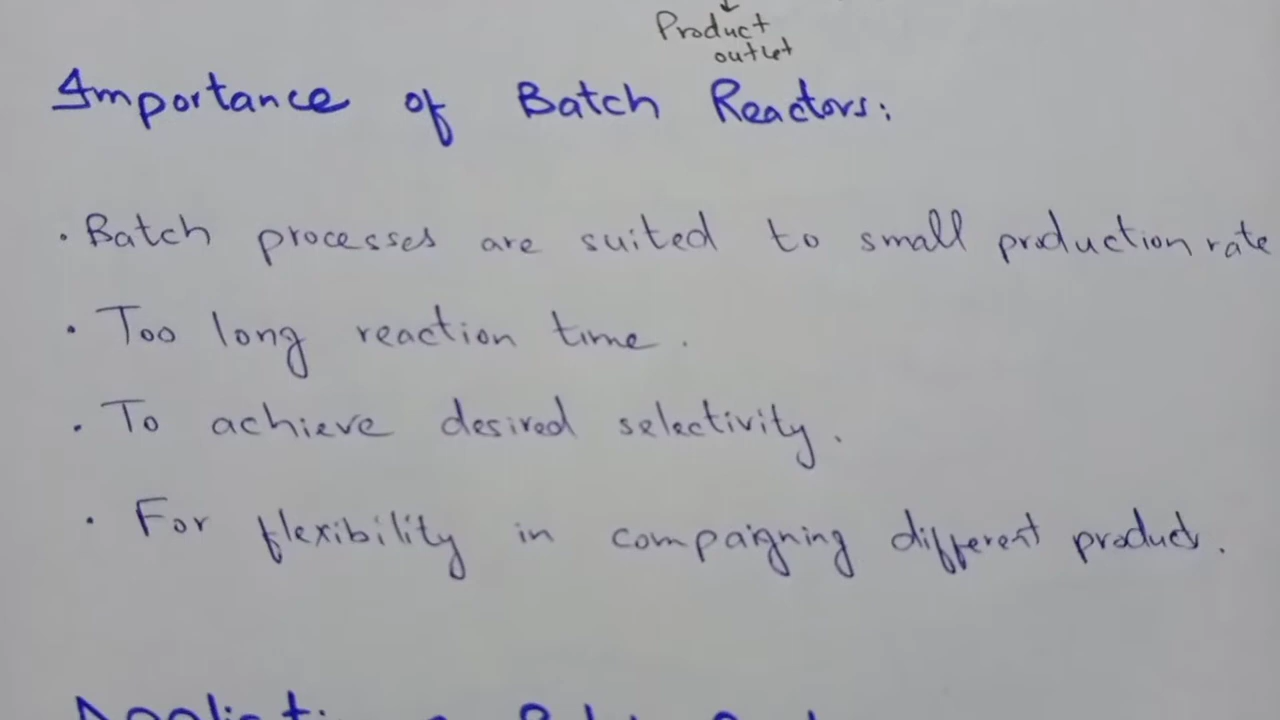 Product
outlet
Importance of Batch Reactors:
. Batch processes are suited to small production rate
. Too long reaction time.
. To achieve desired selectivity.
. For flexibility in compaigning different products.